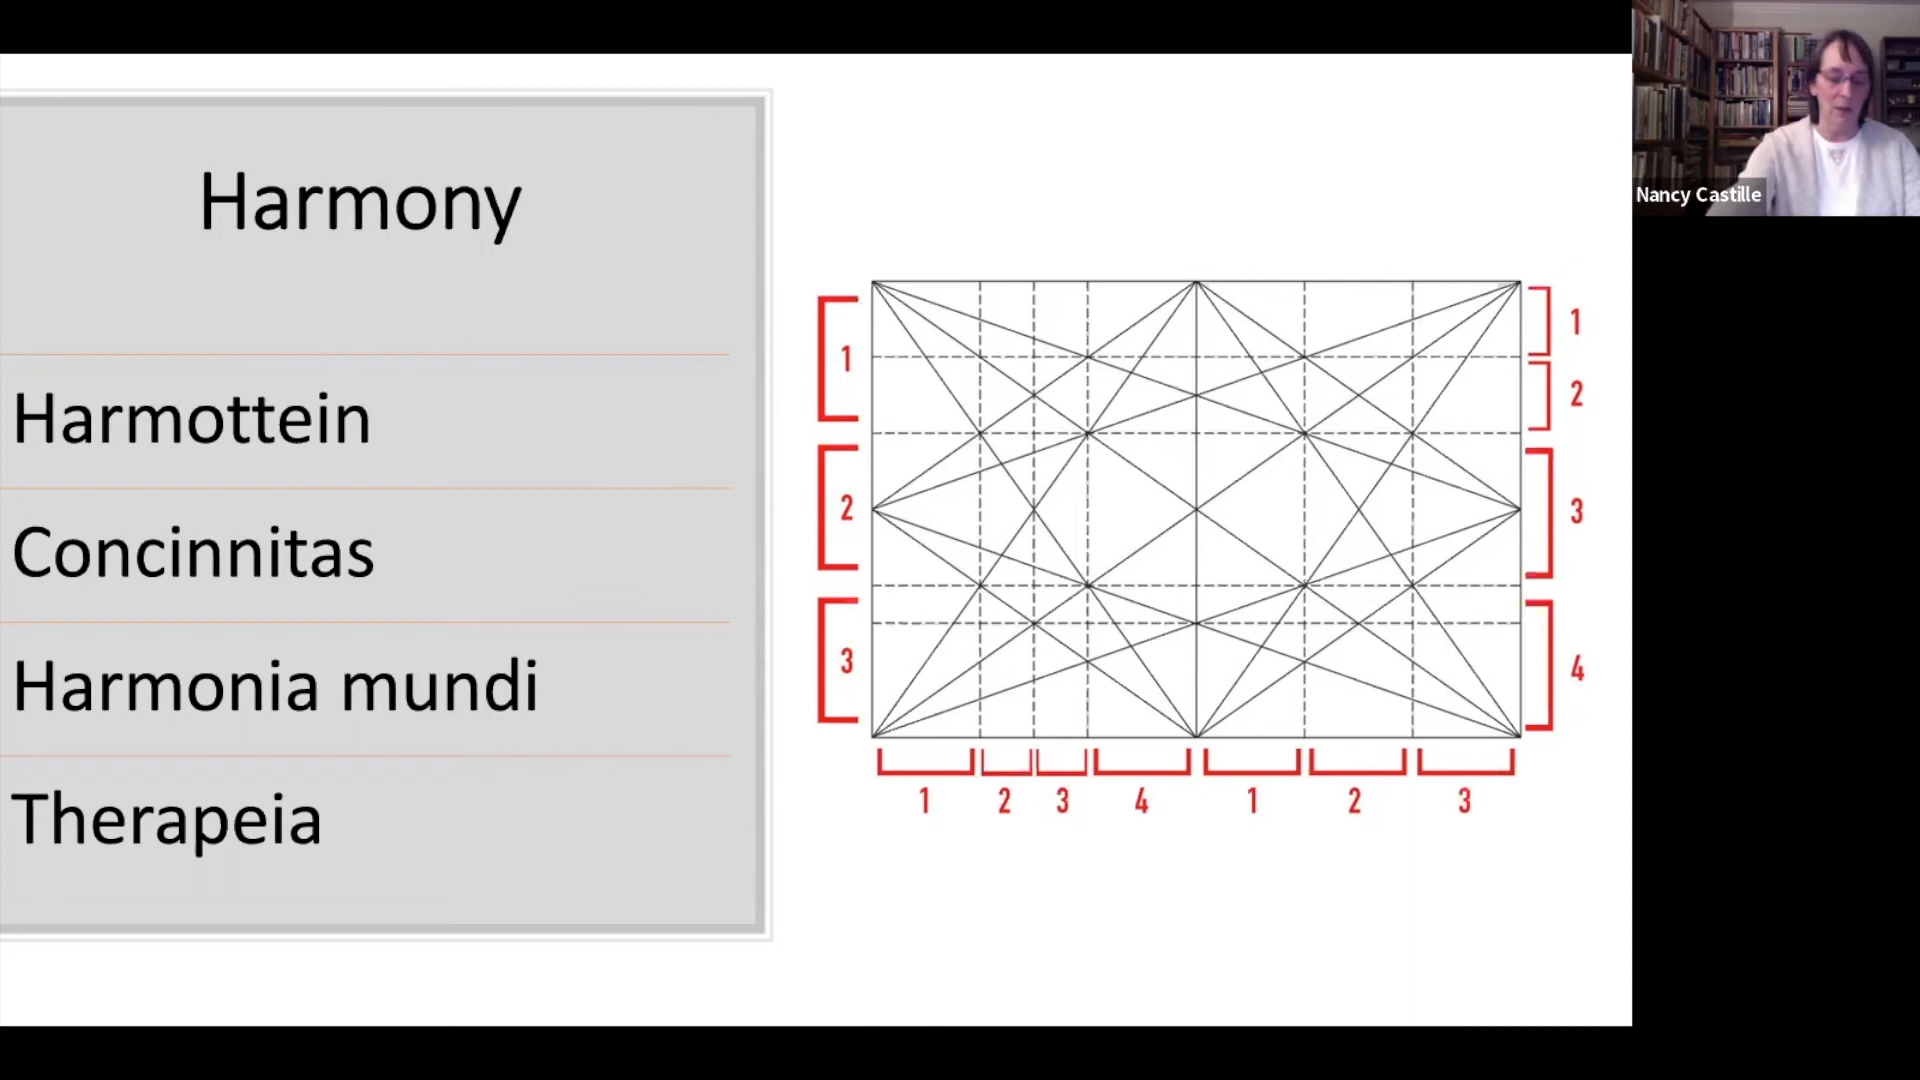 Harmony
Harmottein
Concinnitas
Harmonia mundi
Therapeia
1
2
3
1
2
3
4
1 2 3 4 1 2 3
Nancy Castille